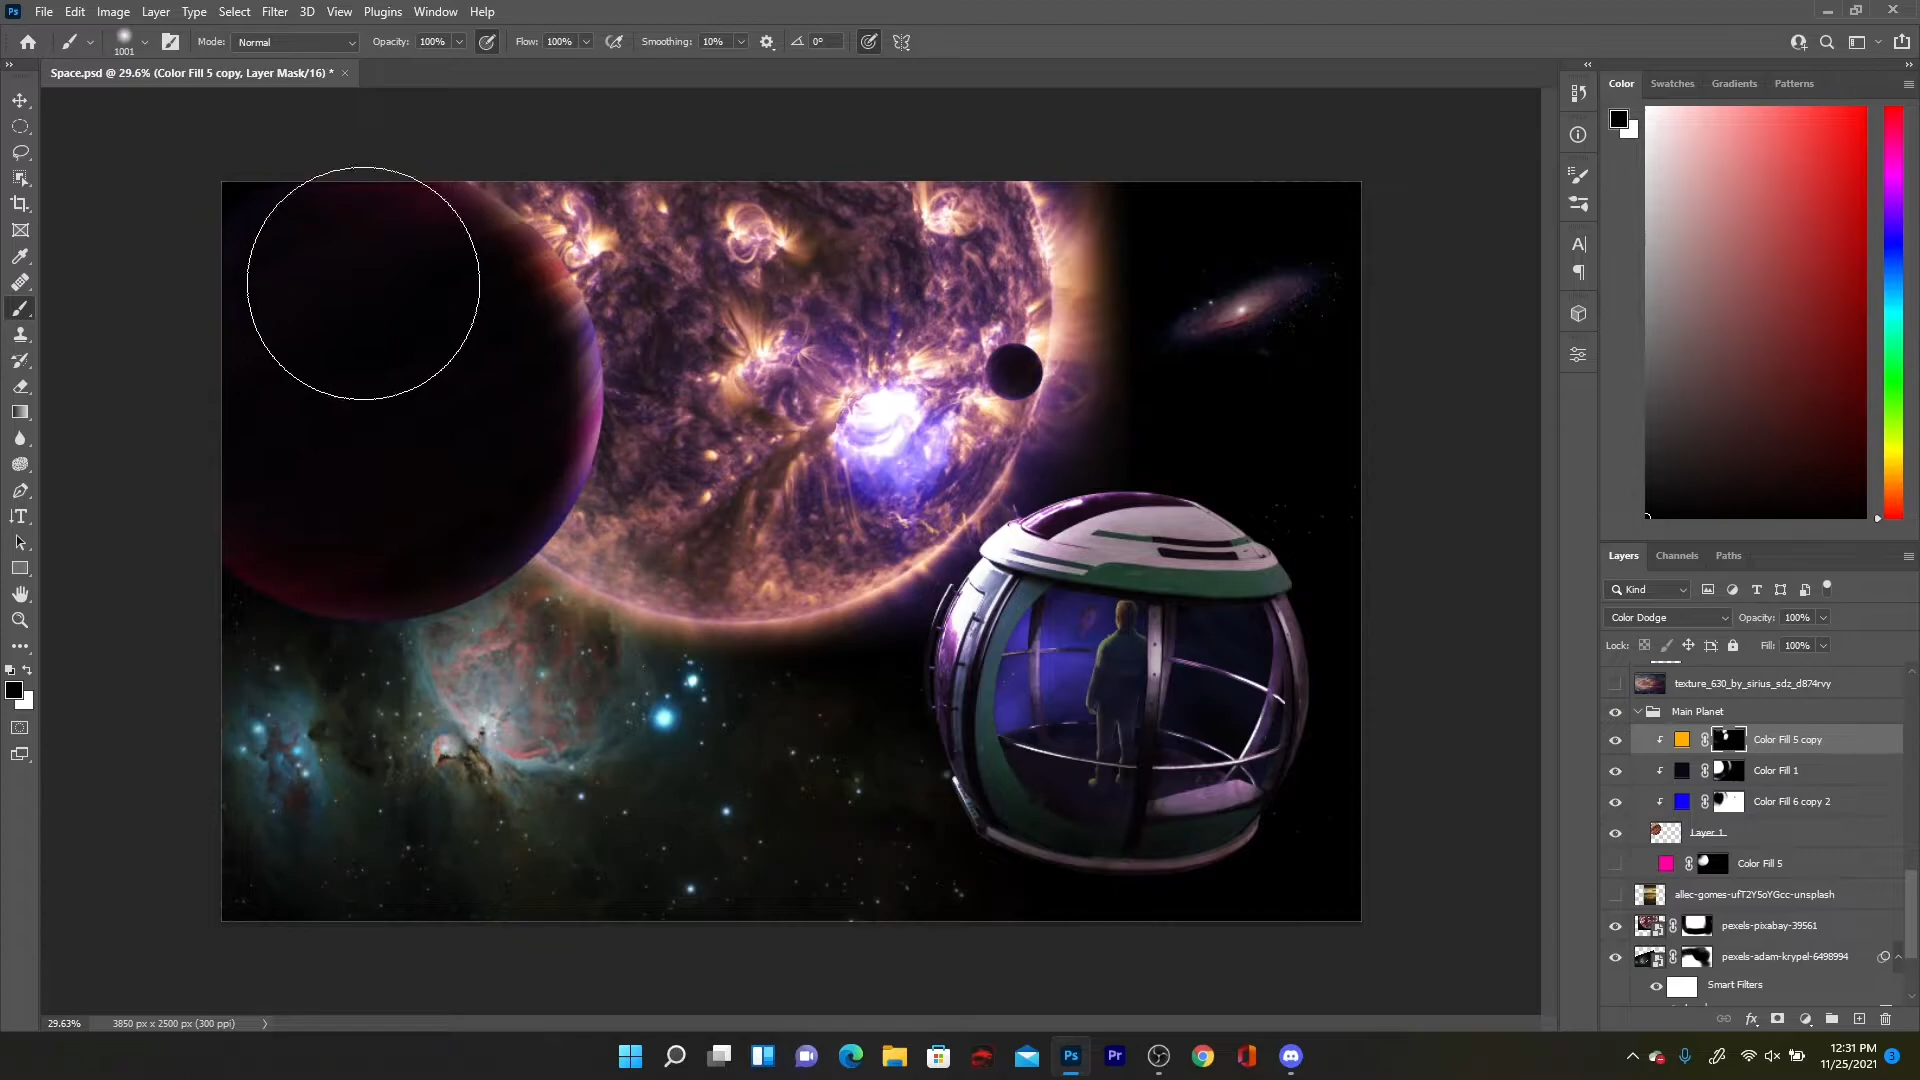 Ps File Edit Image Layer Type Select Filter 3D View Plugins Window Help
1001 Mode: Normal Opacity: 100% Flow: 100% Smoothing: 10% 0°
Space.psd @ 29.6% (Color Fill 5 copy, Layer Mask/16) *
Color Swatches Gradients Patterns
Layers Channels Paths
Kind
Color Dodge Opacity: 100%
Lock: Fill: 100%
texture_630_by_sirius_sdz_d874rvy
Main Planet
Color Fill 5 copy
Color Fill 1
Color Fill 6 copy 2
Layer 1
Color Fill 5
allec-gomes-ufT2Y5oYGcc-unsplash
pexels-pixabay-39561
pexels-adam-krypel-6498994
Smart Filters
29.63% 3850 px x 2500 px (300 ppi)
fx
Ps Pr
12:31 PM
11/25/2021
3